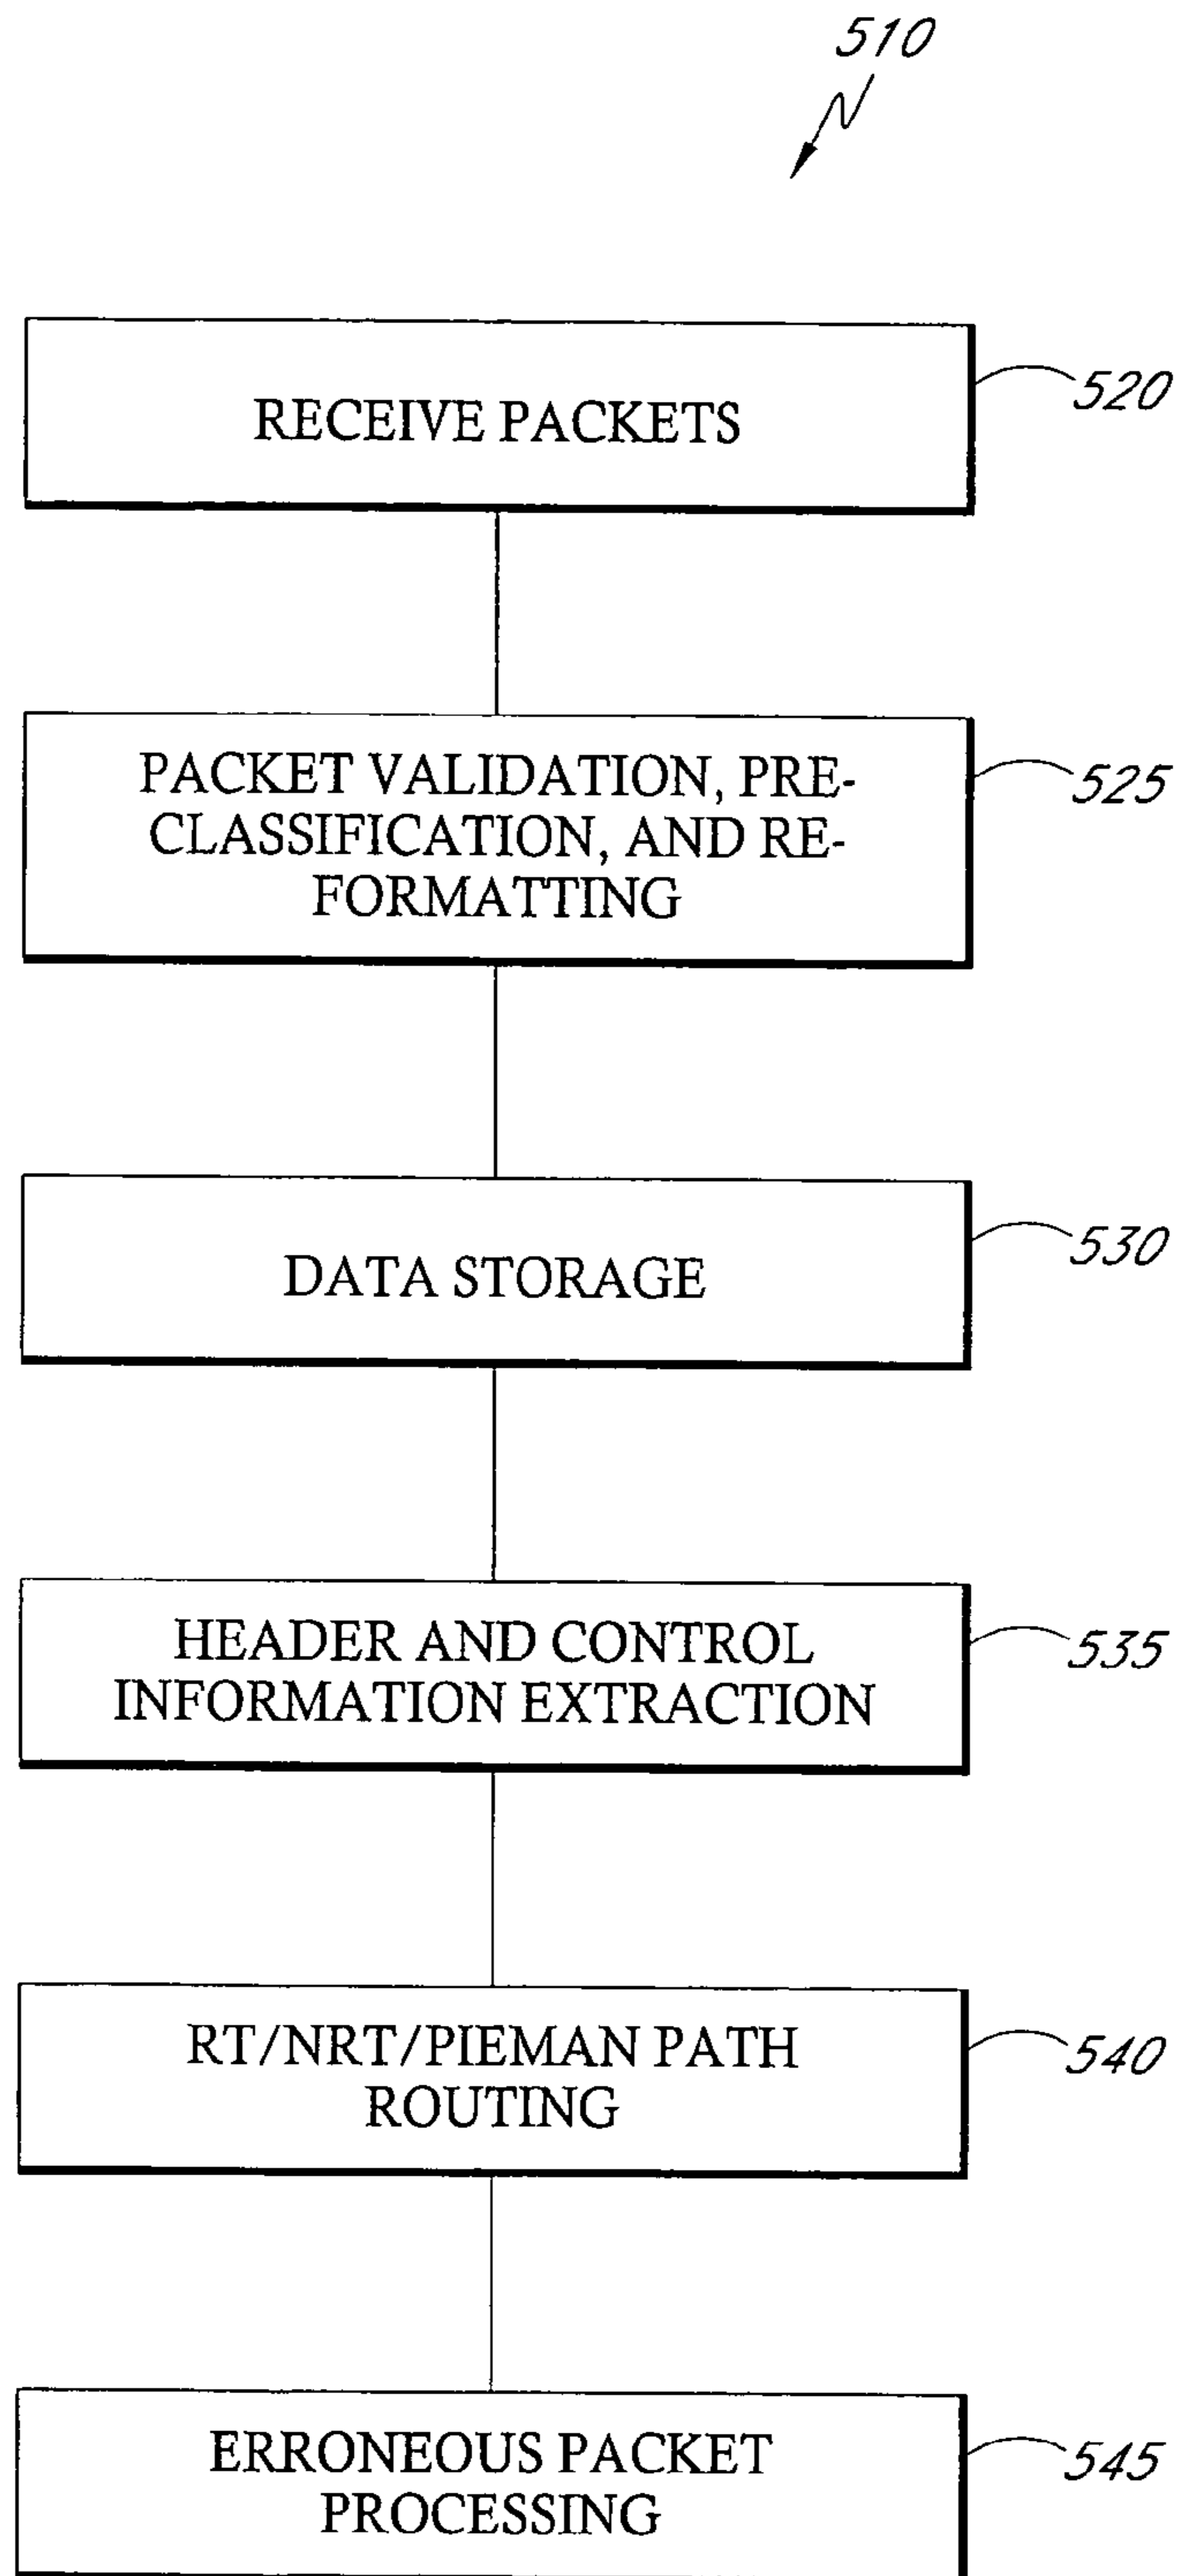 510
RECEIVE PACKETS
520
PACKET VALIDATION, PRE-
CLASSIFICATION, AND RE-
FORMATTING
525
DATA STORAGE
530
HEADER AND CONTROL
INFORMATION EXTRACTION
535
RT/NRT/PIEMAN PATH
ROUTING
540
ERRONEOUS PACKET
PROCESSING
545